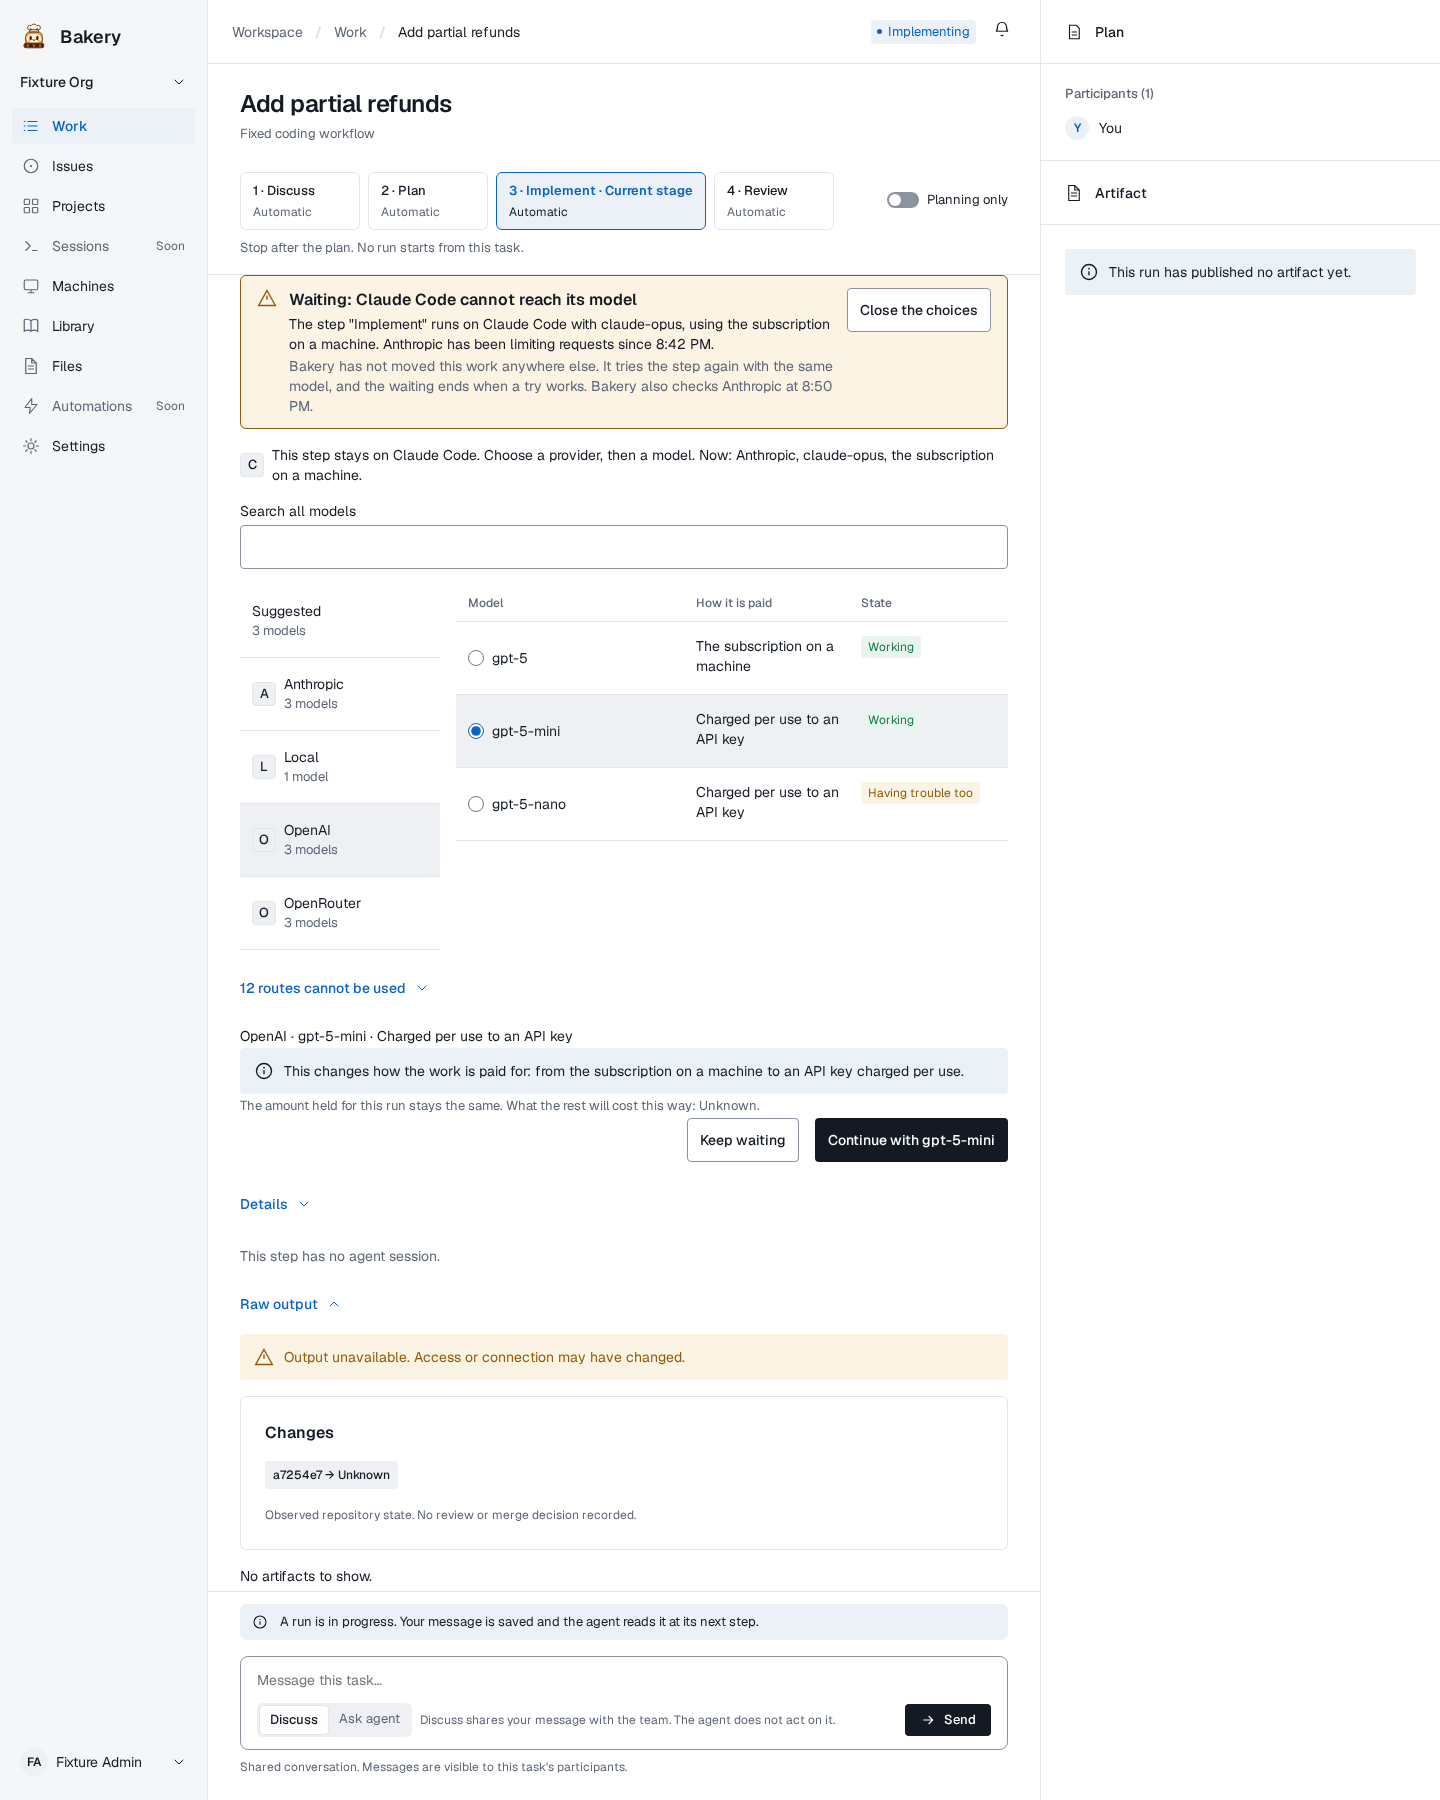 Bakery
Fixture Org
Work
Issues
Projects
Sessions Soon
Machines
Library
Files
Automations Soon
Settings
FA Fixture Admin
Workspace / Work / Add partial refunds
Implementing
Add partial refunds
Fixed coding workflow
1 · Discuss
Automatic
2 · Plan
Automatic
3 · Implement · Current stage
Automatic
4 · Review
Automatic
Planning only
Stop after the plan. No run starts from this task.
Waiting: Claude Code cannot reach its model
The step "Implement" runs on Claude Code with claude-opus, using the subscription
on a machine. Anthropic has been limiting requests since 8:42 PM.
Bakery has not moved this work anywhere else. It tries the step again with the same
model, and the waiting ends when a try works. Bakery also checks Anthropic at 8:50
PM.
Close the choices
C
This step stays on Claude Code. Choose a provider, then a model. Now: Anthropic, claude-opus, the subscription
on a machine.
Search all models
Suggested
3 models
A
Anthropic
3 models
L
Local
1 model
O
OpenAI
3 models
O
OpenRouter
3 models
Model How it is paid State
gpt-5
The subscription on a
machine
Working
gpt-5-mini
Charged per use to an
API key
Working
gpt-5-nano
Charged per use to an
API key
Having trouble too
12 routes cannot be used
OpenAI · gpt-5-mini · Charged per use to an API key
This changes how the work is paid for: from the subscription on a machine to an API key charged per use.
The amount held for this run stays the same. What the rest will cost this way: Unknown.
Keep waiting
Continue with gpt-5-mini
Details
This step has no agent session.
Raw output
Output unavailable. Access or connection may have changed.
Changes
a7254e7 → Unknown
Observed repository state. No review or merge decision recorded.
No artifacts to show.
A run is in progress. Your message is saved and the agent reads it at its next step.
Message this task...
Discuss
Ask agent
Discuss shares your message with the team. The agent does not act on it.
→ Send
Shared conversation. Messages are visible to this task's participants.
Plan
Participants (1)
Y You
Artifact
This run has published no artifact yet.